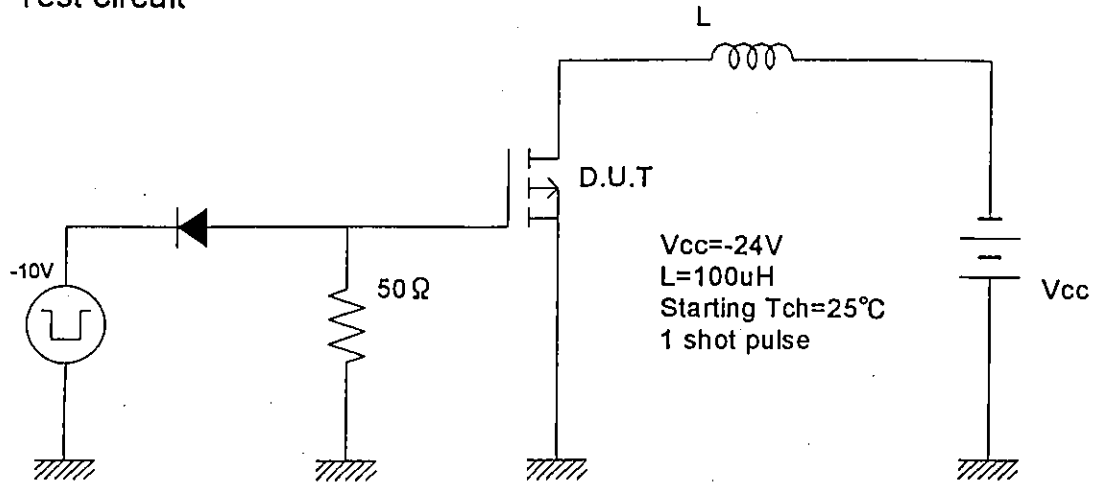 Test circuit
L
D.U.T
-10V
50Ω
Vcc=-24V
L=100uH
Starting Tch=25°C
1 shot pulse
Vcc